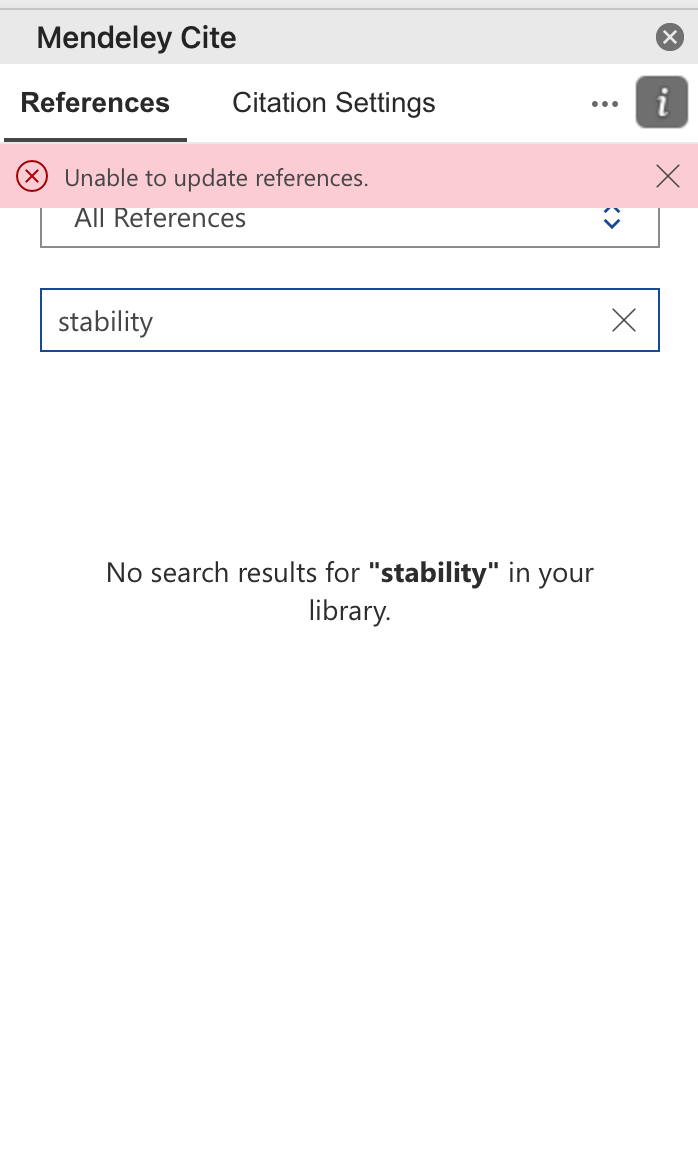 Mendeley Cite
References Citation Settings ... i
Unable to update references.
All References
stability
No search results for "stability" in your
library.